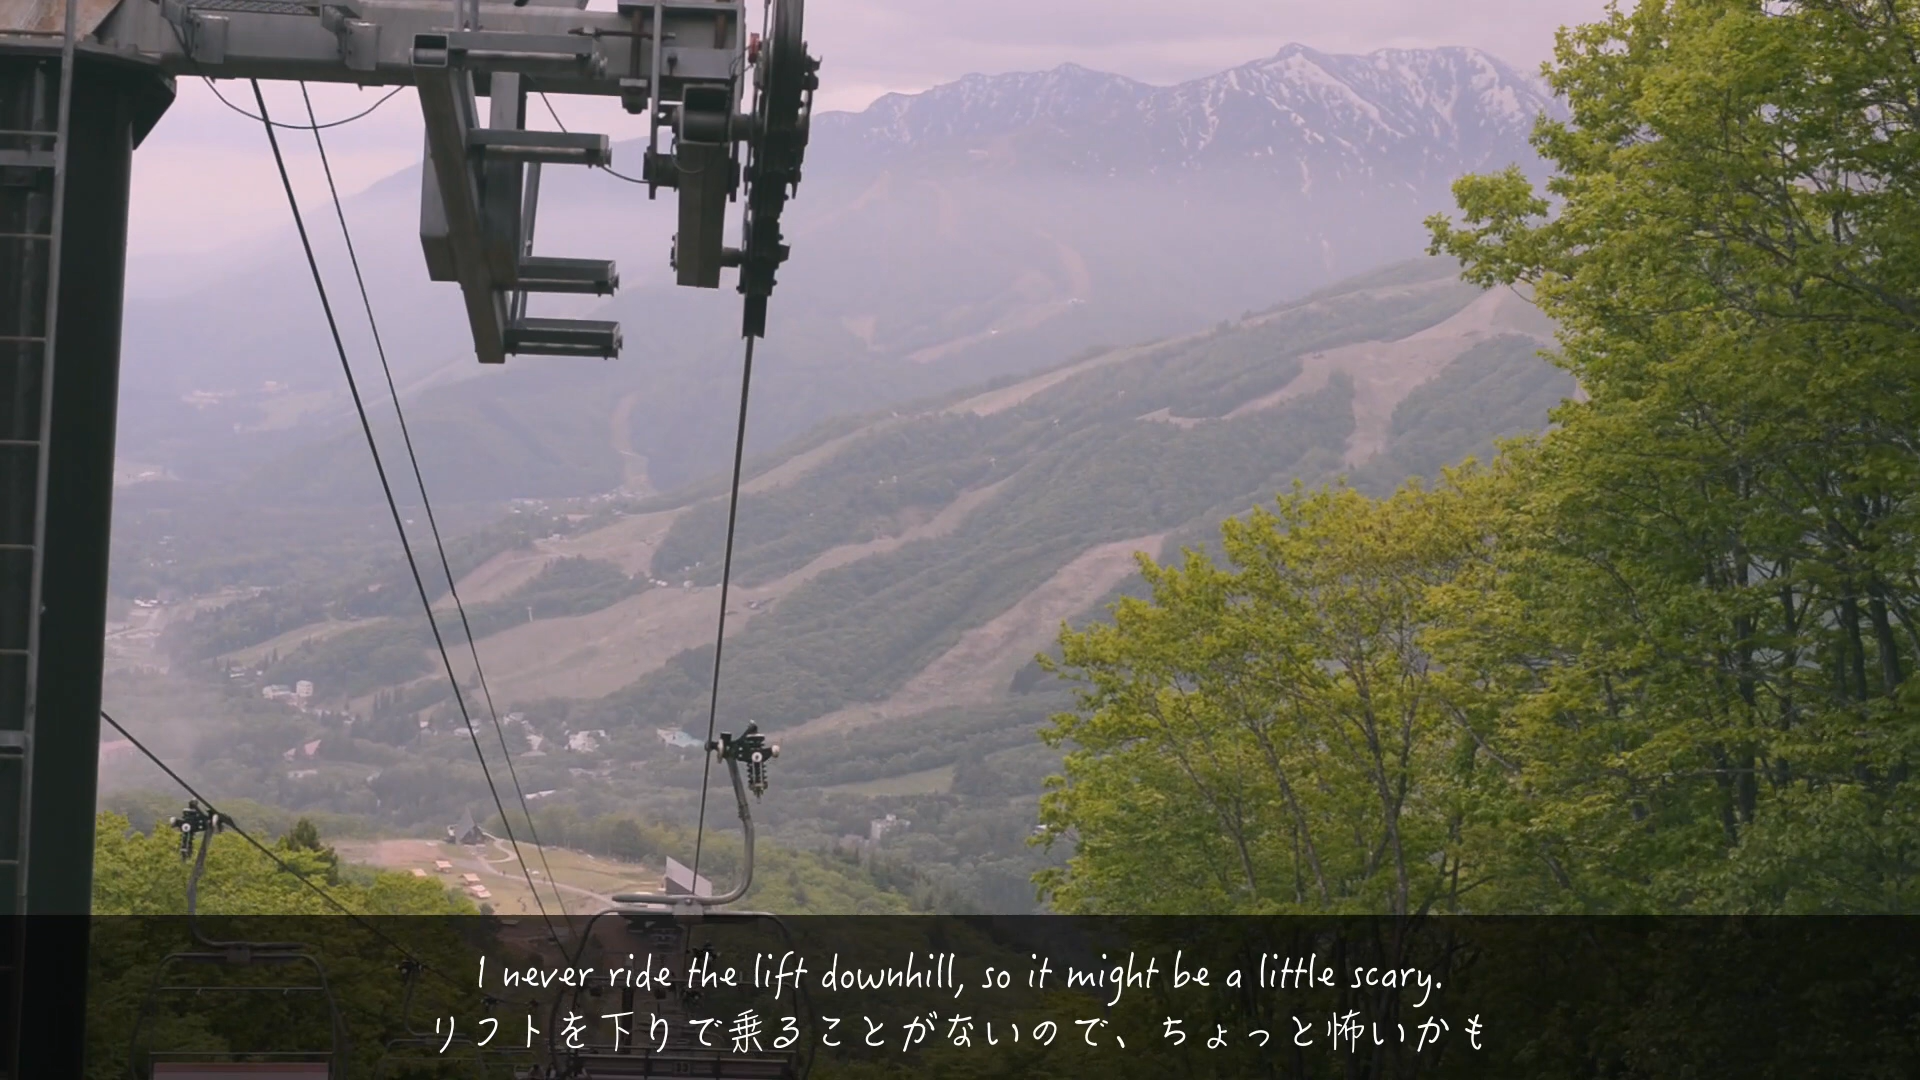 I never ride the lift downhill, so it might be a little scary.
リフトを下りで乗ることがないので、ちょっと怖いかも